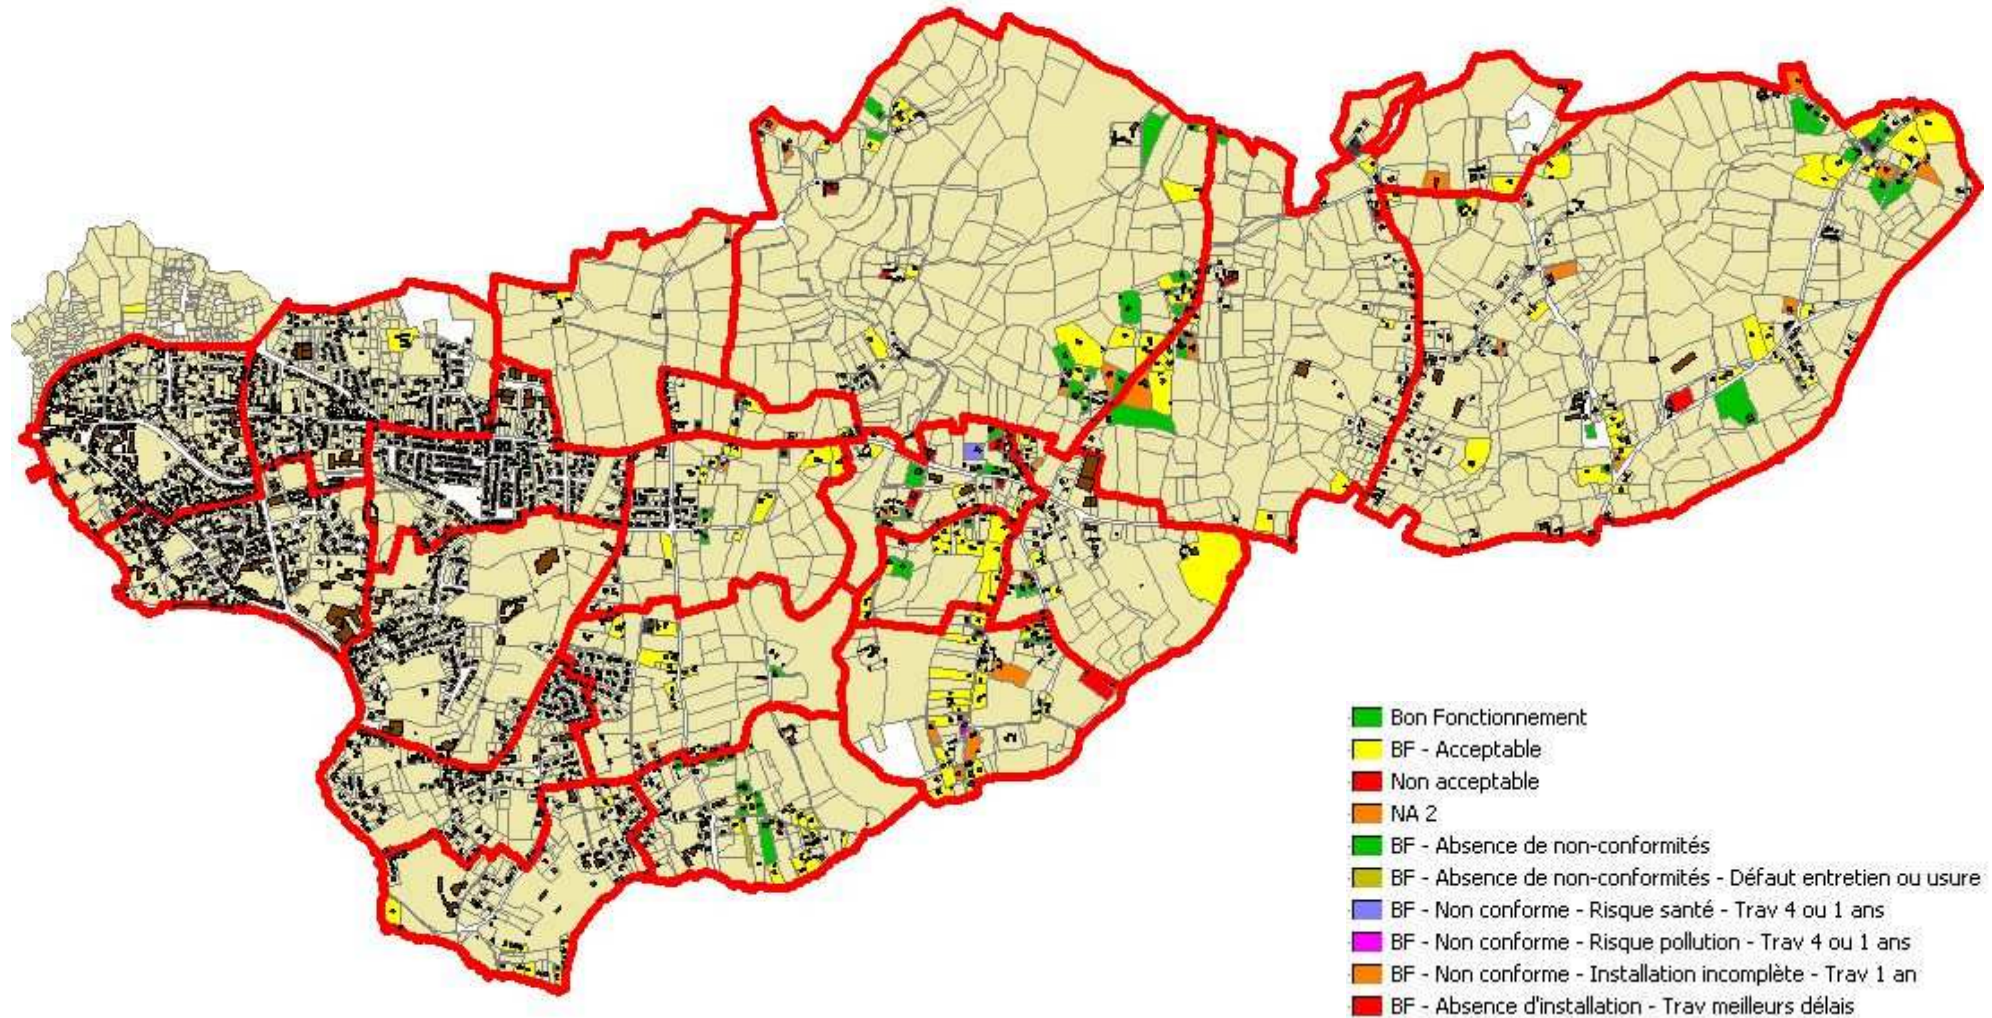 Bon Fonctionnement
BF - Acceptable
Non acceptable
NA 2
BF - Absence de non-conformités
BF - Absence de non-conformités - Défaut entretien ou usure
BF - Non conforme - Risque santé - Trav 4 ou 1 ans
BF - Non conforme - Risque pollution - Trav 4 ou 1 ans
BF - Non conforme - Installation incomplète - Trav 1 an
BF - Absence d'installation - Trav meilleurs délais